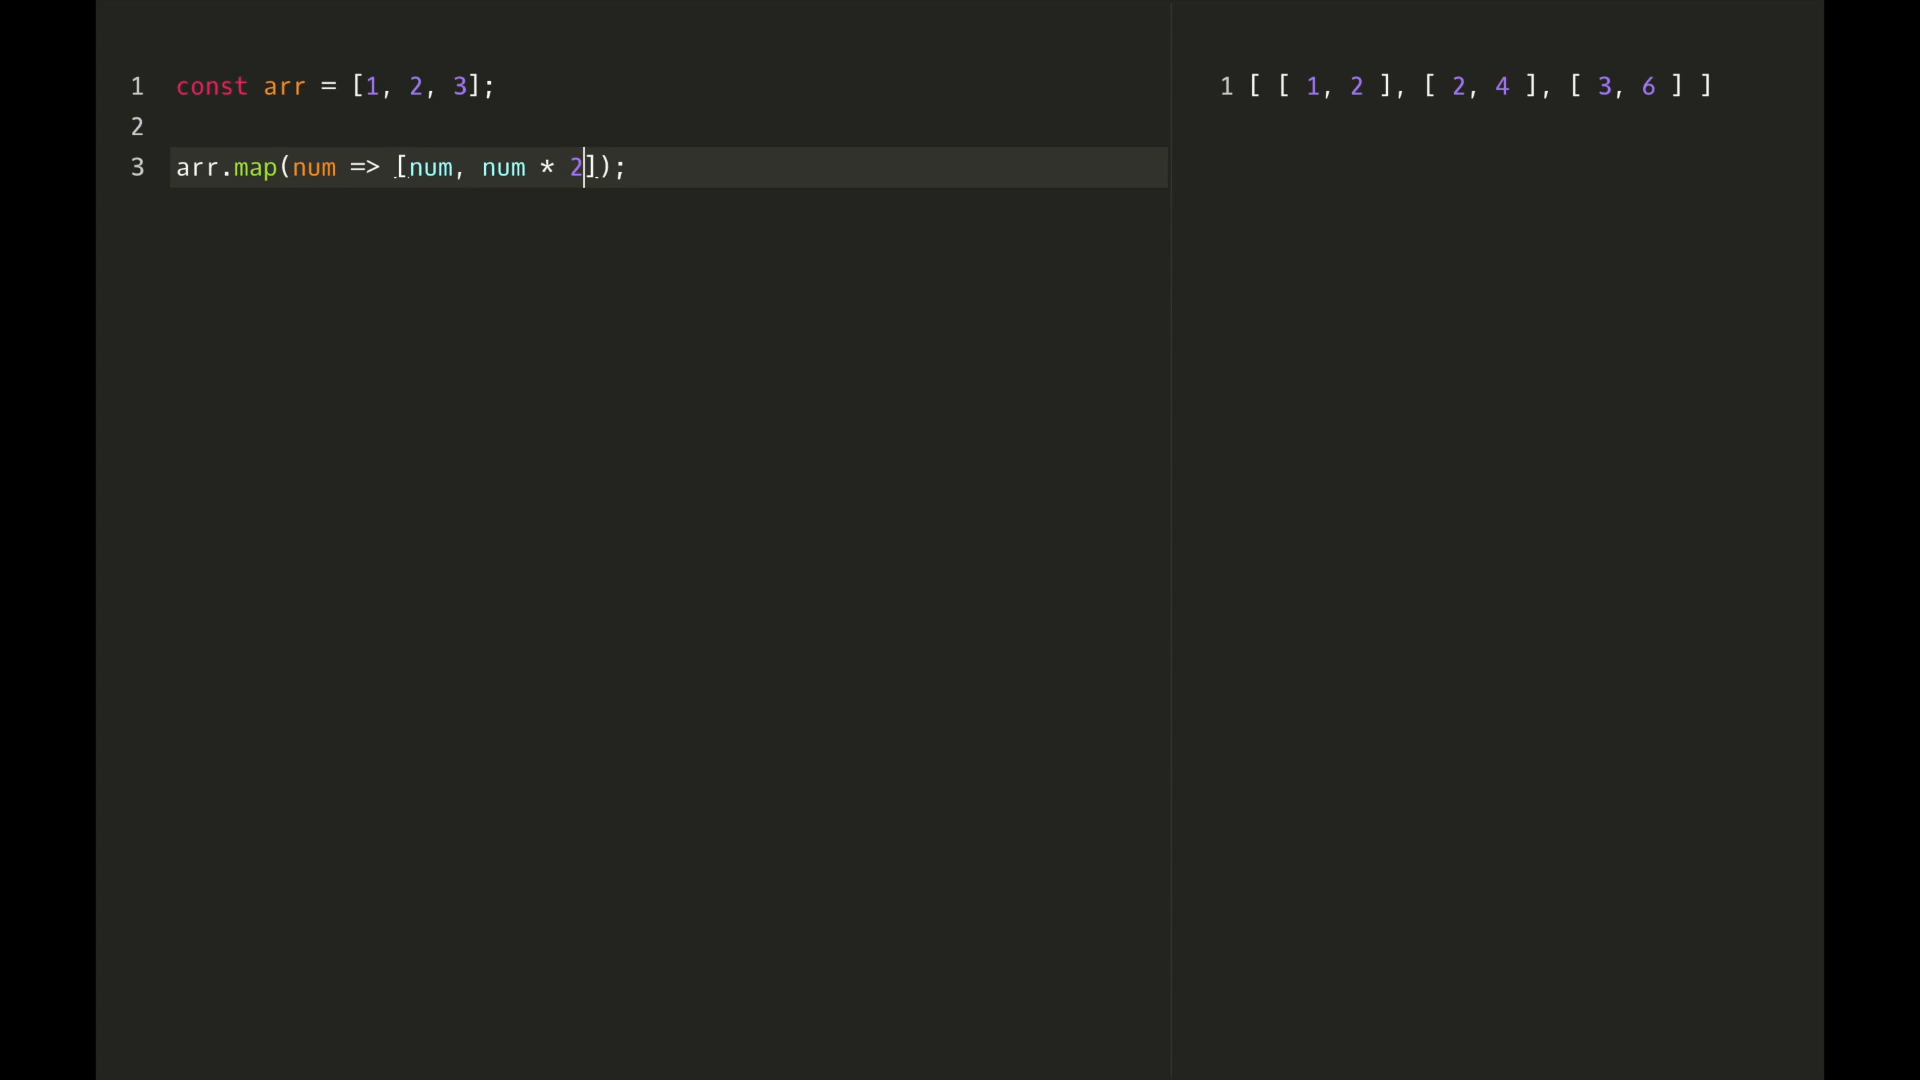 1 const arr = [1, 2, 3];
2
3 arr.map(num => [num, num * 2]);
1 [ [ 1, 2 ], [ 2, 4 ], [ 3, 6 ] ]